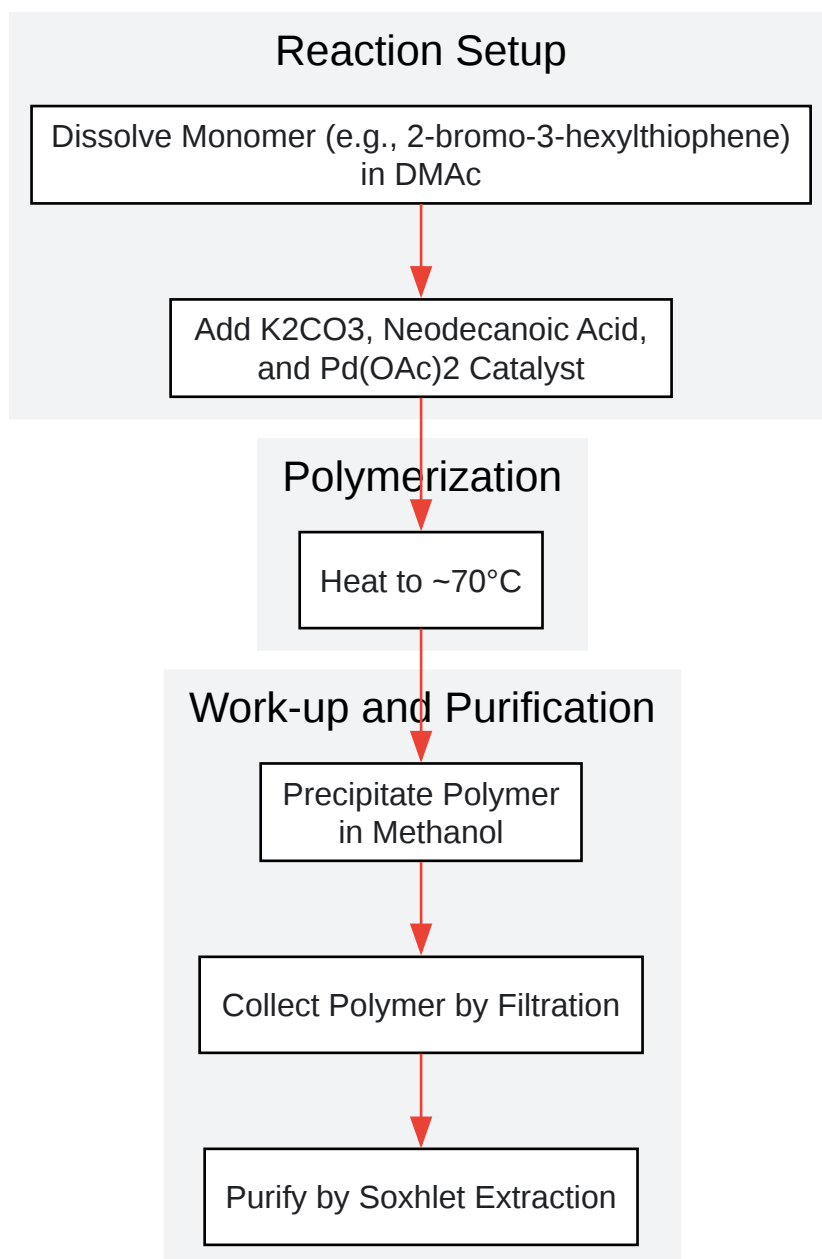 Reaction Setup
Dissolve Monomer (e.g., 2-bromo-3-hexylthiophene)
in DMAc
Add K2CO3, Neodecanoic Acid,
and Pd(OAc)2 Catalyst
Polymerization
Heat to ~70°C
Work-up and Purification
Precipitate Polymer
in Methanol
Collect Polymer by Filtration
Purify by Soxhlet Extraction